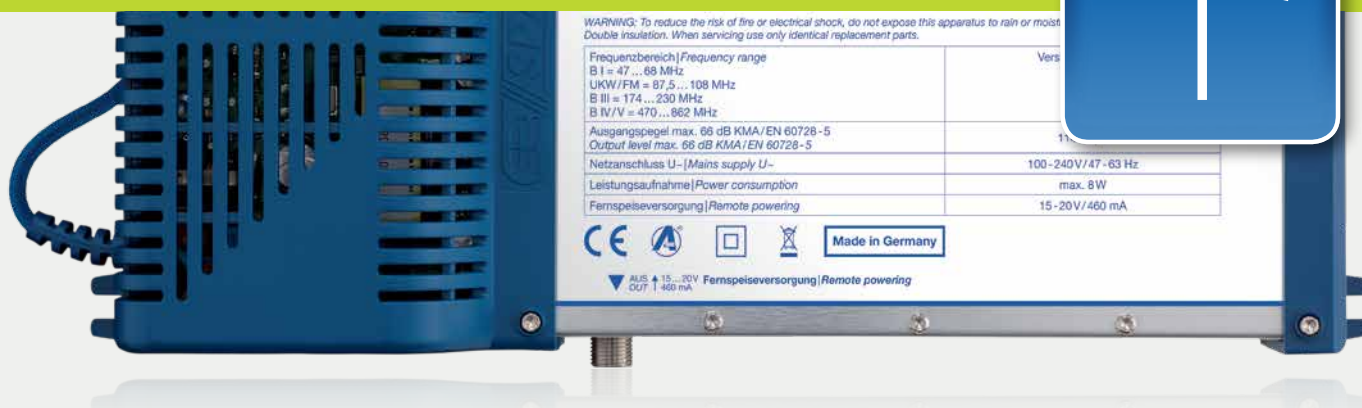 WARNING: To reduce the risk of fire or electrical shock, do not expose this apparatus to rain or
Double insulation. When servicing use only identical replacement parts.
Frequenzbereich|Frequency range
B I = 47...68 MHz
UKW/FM = 87,5...108 MHz
B III = 174...230 MHz
B IV/V = 470...862 MHz
Ausgangspegel max. 66 dB KMA/EN 60728-5
Output level max. 66 dB KMA/EN 60728-5
Netzanschluss U~|Mains supply U~ 100-240V/47-63 Hz
Leistungsaufnahme|Power consumption max. 8W
Fernspeiseversorgung|Remote powering 15-20V/460 mA
CE
Made in Germany
AUS 15...20V Fernspeiseversorgung|Remote powering
OUT 460 mA